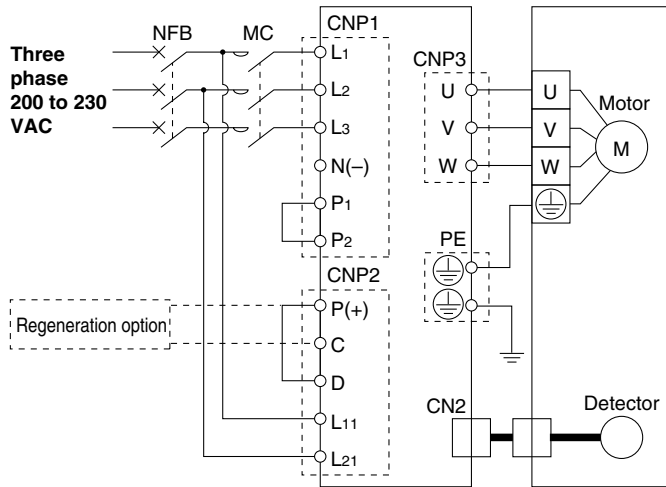 Three
phase
200 to 230
VAC
NFB
MC
CNP1
L1
L2
L3
N(–)
P1
P2
CNP2
P(+)
C
D
L11
L21
Regeneration option
CNP3
U
V
W
PE
CN2
U
V
W
Motor
M
Detector